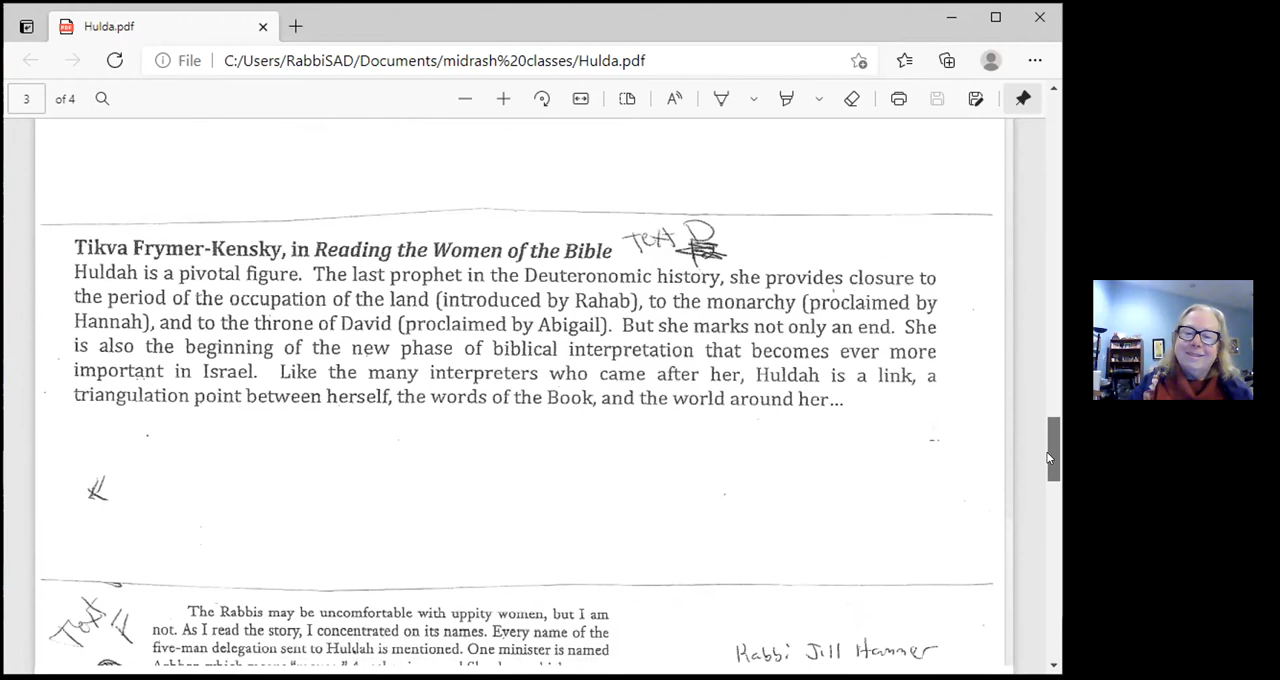 Hulda.pdf
File
C:/Users/RabbiSAD/Documents/midrash%20classes/Hulda.pdf
3 of 4
Tikva Frymer-Kensky, in Reading the Women of the Bible Text D
Huldah is a pivotal figure. The last prophet in the Deuteronomic history, she provides closure to
the period of the occupation of the land (introduced by Rahab), to the monarchy (proclaimed by
Hannah), and to the throne of David (proclaimed by Abigail). But she marks not only an end. She
is also the beginning of the new phase of biblical interpretation that becomes ever more
important in Israel. Like the many interpreters who came after her, Huldah is a link, a
triangulation point between herself, the words of the Book, and the world around her...
Text
The Rabbis may be uncomfortable with uppity women, but I am
not. As I read the story, I concentrated on its names. Every name of the
five-man delegation sent to Huldah is mentioned. One minister is named
Rabbi Jill Hammer